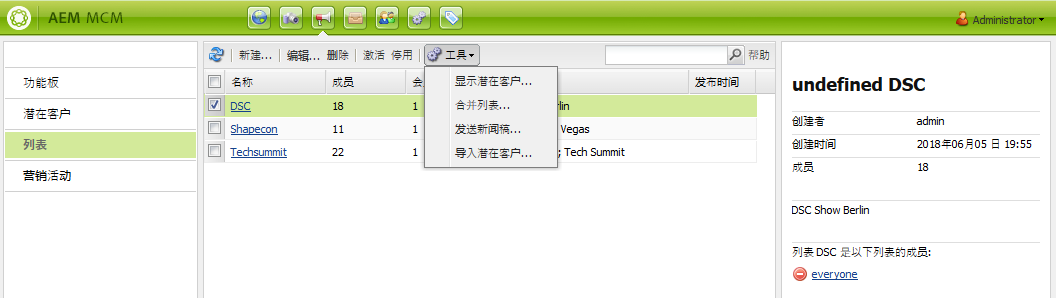 AEM MCM
Administrator
功能板
潜在客户
列表
营销活动
新建... 编辑... 删除 激活 停用 工具 帮助
名称 成员 会 发布时间
DSC 18 1 rlin
Shapecon 11 1 Vegas
Techsummit 22 1 ; Tech Summit
显示潜在客户...
合并列表...
发送新闻稿...
导入潜在客户...
undefined DSC
创建者 admin
创建时间 2018年06月05 日 19:55
成员 18
DSC Show Berlin
列表 DSC 是以下列表的成员:
everyone